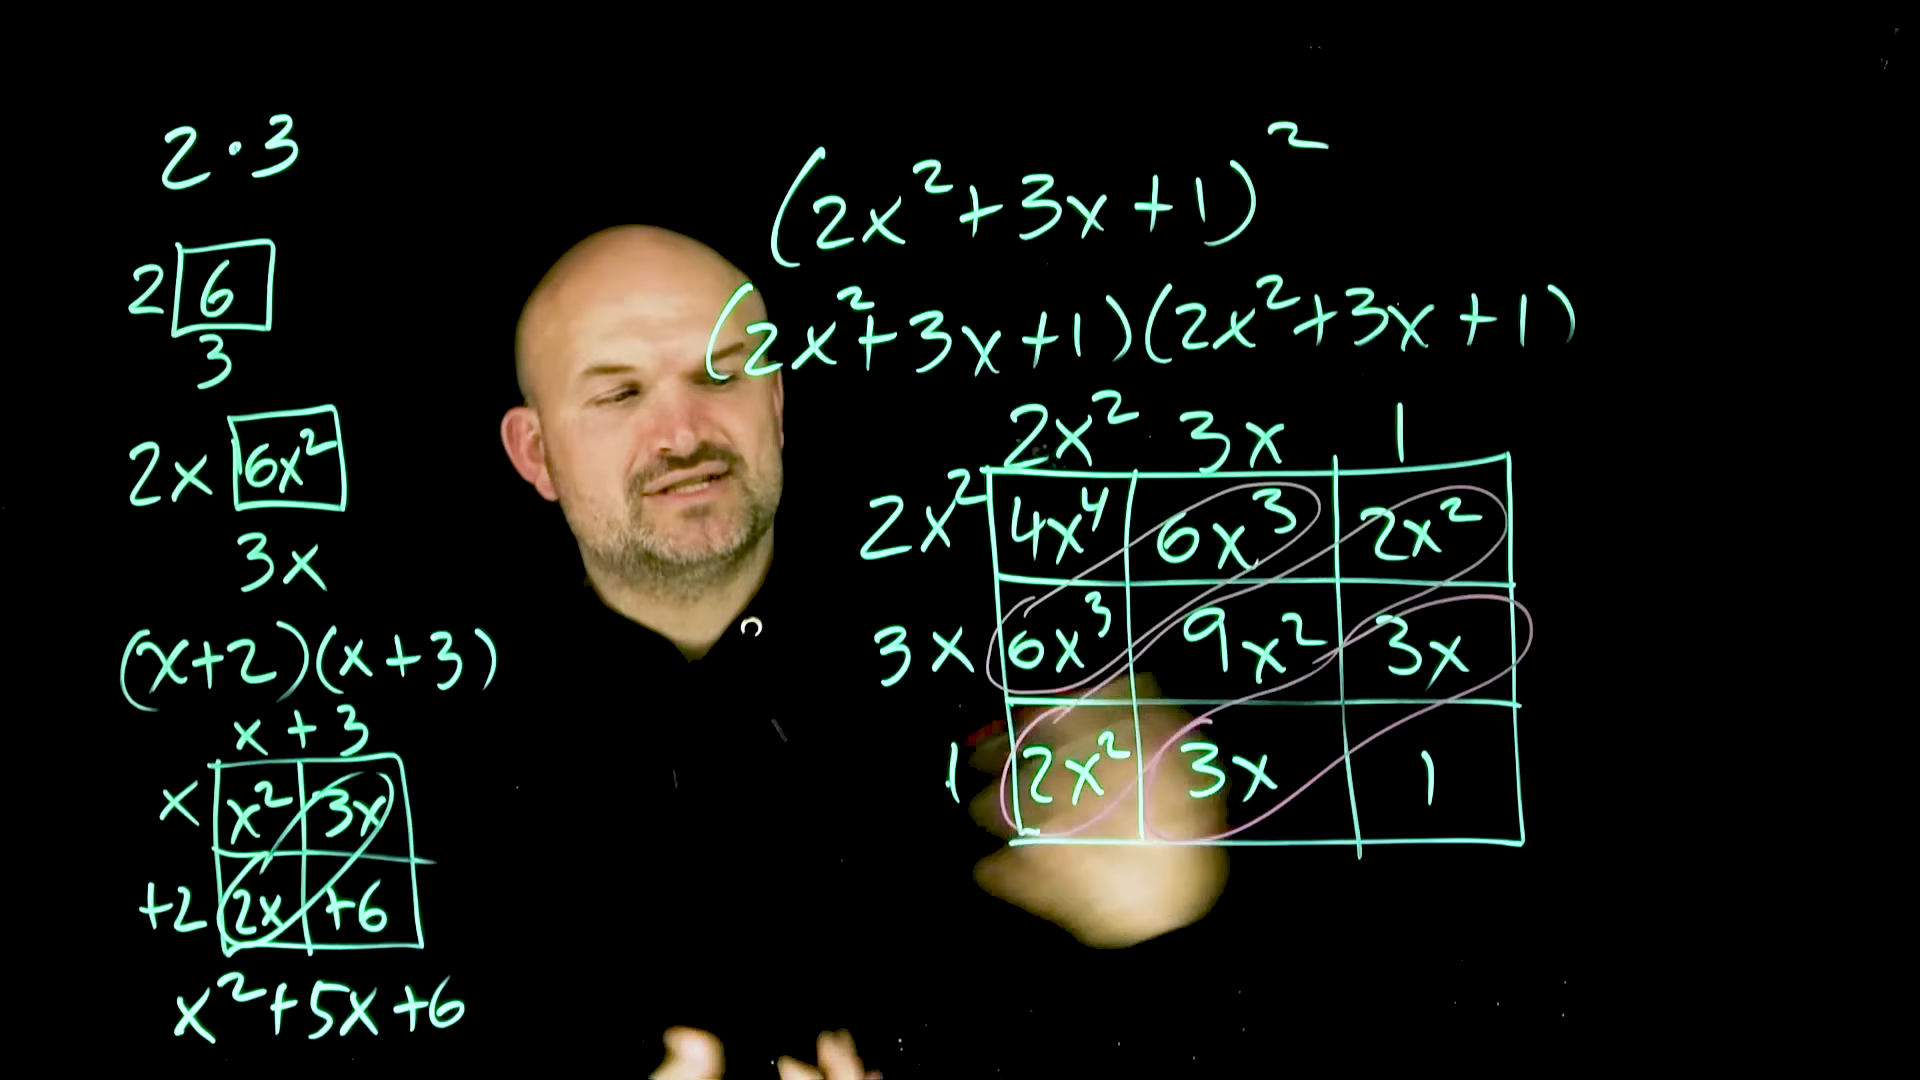 2·3
2 6
3
2x 6x²
3x
(x+2)(x+3)
x + 3
x x² 3x
+2 2x +6
x²+5x+6
(2x²+3x+1)²
(2x²+3x+1)(2x²+3x+1)
2x² 3x 1
2x² 4x⁴ 6x³ 2x²
3x 6x³ 9x² 3x
1 2x² 3x 1